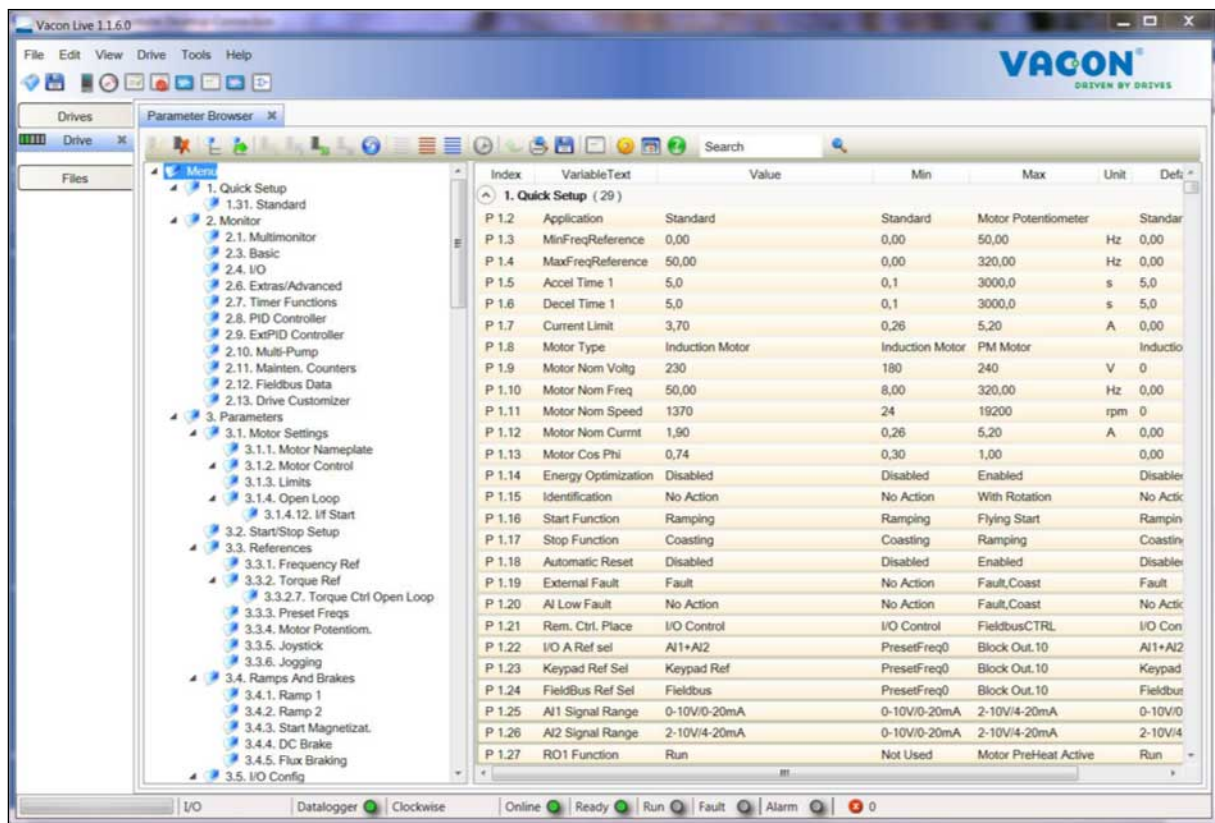 Vacon Live 1.1.6.0
File Edit View Drive Tools Help
VACON®
DRIVEN BY DRIVES
Drives
Drive
Files
Parameter Browser
Search
Menu
1. Quick Setup
1.31. Standard
2. Monitor
2.1. Multimonitor
2.3. Basic
2.4. I/O
2.6. Extras/Advanced
2.7. Timer Functions
2.8. PID Controller
2.9. ExtPID Controller
2.10. Multi-Pump
2.11. Mainten. Counters
2.12. Fieldbus Data
2.13. Drive Customizer
3. Parameters
3.1. Motor Settings
3.1.1. Motor Nameplate
3.1.2. Motor Control
3.1.3. Limits
3.1.4. Open Loop
3.1.4.12. I/f Start
3.2. Start/Stop Setup
3.3. References
3.3.1. Frequency Ref
3.3.2. Torque Ref
3.3.2.7. Torque Ctrl Open Loop
3.3.3. Preset Freqs
3.3.4. Motor Potentiom.
3.3.5. Joystick
3.3.6. Jogging
3.4. Ramps And Brakes
3.4.1. Ramp 1
3.4.2. Ramp 2
3.4.3. Start Magnetizat.
3.4.4. DC Brake
3.4.5. Flux Braking
3.5. I/O Config
Index VariableText Value Min Max Unit Defa
1. Quick Setup (29)
P 1.2 Application Standard Standard Motor Potentiometer Standar
P 1.3 MinFreqReference 0,00 0,00 50,00 Hz 0,00
P 1.4 MaxFreqReference 50,00 0,00 320,00 Hz 0,00
P 1.5 Accel Time 1 5,0 0,1 3000,0 s 5,0
P 1.6 Decel Time 1 5,0 0,1 3000,0 s 5,0
P 1.7 Current Limit 3,70 0,26 5,20 A 0,00
P 1.8 Motor Type Induction Motor Induction Motor PM Motor Inductio
P 1.9 Motor Nom Voltg 230 180 240 V 0
P 1.10 Motor Nom Freq 50,00 8,00 320,00 Hz 0,00
P 1.11 Motor Nom Speed 1370 24 19200 rpm 0
P 1.12 Motor Nom Currnt 1,90 0,26 5,20 A 0,00
P 1.13 Motor Cos Phi 0,74 0,30 1,00 0,00
P 1.14 Energy Optimization Disabled Disabled Enabled Disable
P 1.15 Identification No Action No Action With Rotation No Actic
P 1.16 Start Function Ramping Ramping Flying Start Rampin
P 1.17 Stop Function Coasting Coasting Ramping Coastin
P 1.18 Automatic Reset Disabled Disabled Enabled Disable
P 1.19 External Fault Fault No Action Fault,Coast Fault
P 1.20 AI Low Fault No Action No Action Fault,Coast No Actic
P 1.21 Rem. Ctrl. Place I/O Control I/O Control FieldbusCTRL I/O Con
P 1.22 I/O A Ref sel AI1+AI2 PresetFreq0 Block Out.10 AI1+AI2
P 1.23 Keypad Ref Sel Keypad Ref PresetFreq0 Block Out.10 Keypad
P 1.24 FieldBus Ref Sel Fieldbus PresetFreq0 Block Out.10 Fieldbus
P 1.25 AI1 Signal Range 0-10V/0-20mA 0-10V/0-20mA 2-10V/4-20mA 0-10V/0
P 1.26 AI2 Signal Range 2-10V/4-20mA 0-10V/0-20mA 2-10V/4-20mA 2-10V/4
P 1.27 RO1 Function Run Not Used Motor PreHeat Active Run
I/O Datalogger Clockwise Online Ready Run Fault Alarm 0